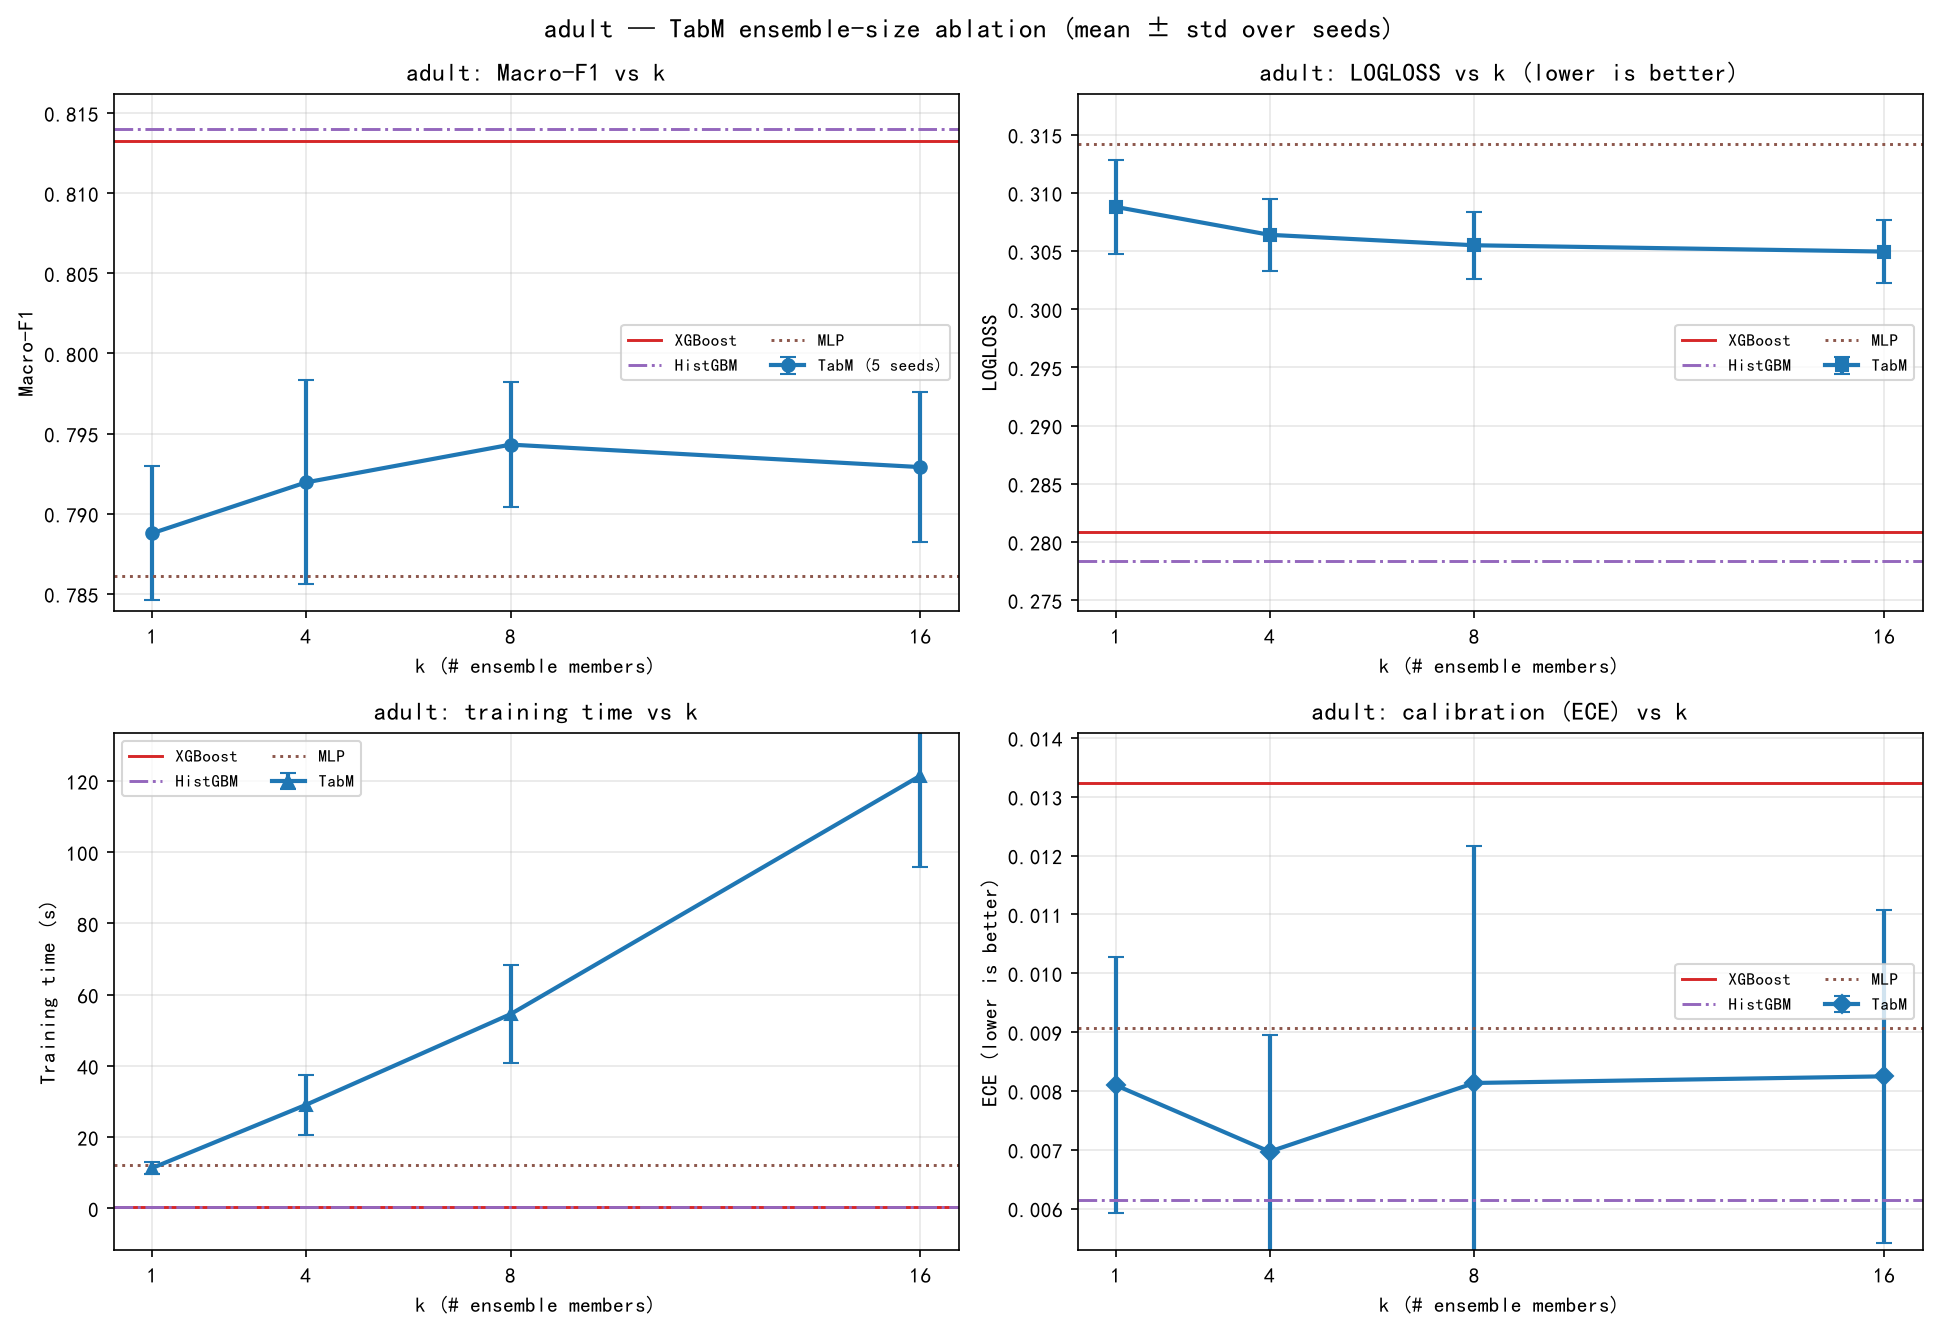 adult — TabM ensemble-size ablation (mean ± std over seeds)
adult: Macro-F1 vs k
0.815
0.810
0.805
0.800
0.795
0.790
0.785
Macro-F1
XGBoost
HistGBM
MLP
TabM (5 seeds)
1 4 8 16
k (# ensemble members)
adult: LOGLOSS vs k (lower is better)
0.315
0.310
0.305
0.300
0.295
0.290
0.285
0.280
0.275
LOGLOSS
XGBoost
HistGBM
MLP
TabM
1 4 8 16
k (# ensemble members)
adult: training time vs k
XGBoost
HistGBM
MLP
TabM
120
100
80
60
40
20
0
Training time (s)
1 4 8 16
k (# ensemble members)
adult: calibration (ECE) vs k
0.014
0.013
0.012
0.011
0.010
0.009
0.008
0.007
0.006
ECE (lower is better)
XGBoost
HistGBM
MLP
TabM
1 4 8 16
k (# ensemble members)